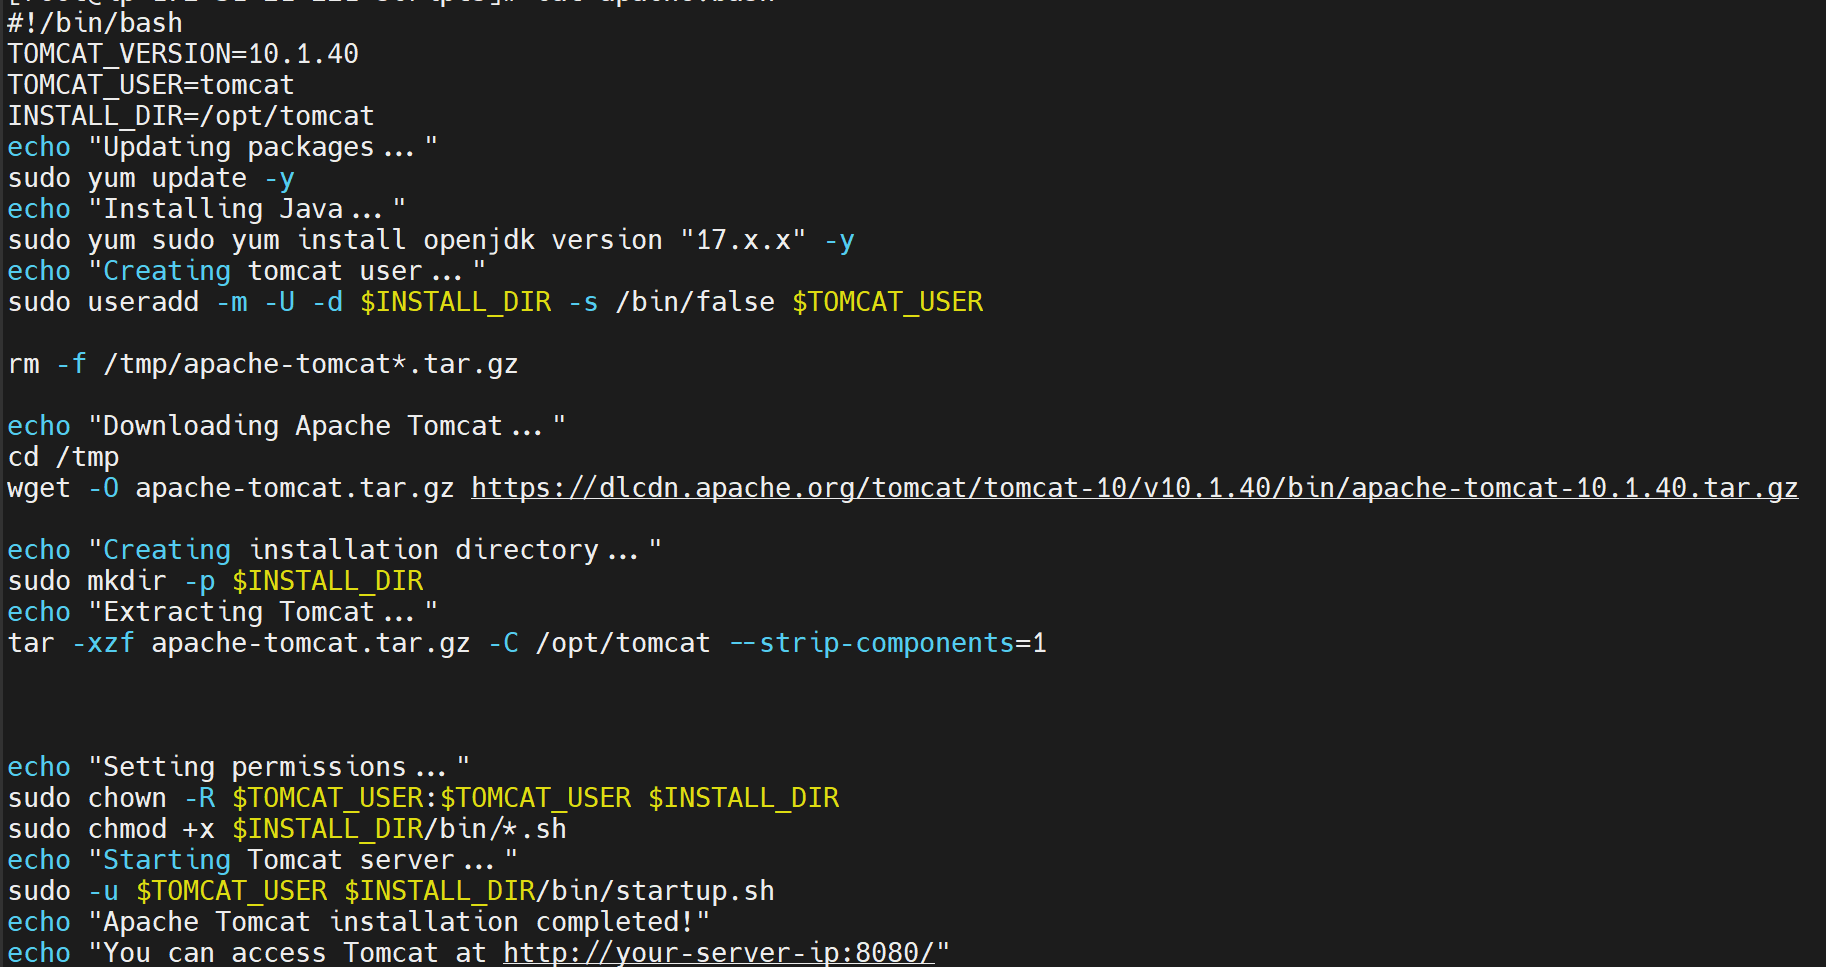 #!/bin/bash
TOMCAT_VERSION=10.1.40
TOMCAT_USER=tomcat
INSTALL_DIR=/opt/tomcat
echo "Updating packages..."
sudo yum update -y
echo "Installing Java..."
sudo yum sudo yum install openjdk version "17.x.x" -y
echo "Creating tomcat user..."
sudo useradd -m -U -d $INSTALL_DIR -s /bin/false $TOMCAT_USER
rm -f /tmp/apache-tomcat*.tar.gz
echo "Downloading Apache Tomcat..."
cd /tmp
wget -O apache-tomcat.tar.gz https://dlcdn.apache.org/tomcat/tomcat-10/v10.1.40/bin/apache-tomcat-10.1.40.tar.gz
echo "Creating installation directory..."
sudo mkdir -p $INSTALL_DIR
echo "Extracting Tomcat..."
tar -xzf apache-tomcat.tar.gz -C /opt/tomcat --strip-components=1
echo "Setting permissions..."
sudo chown -R $TOMCAT_USER:$TOMCAT_USER $INSTALL_DIR
sudo chmod +x $INSTALL_DIR/bin/*.sh
echo "Starting Tomcat server..."
sudo -u $TOMCAT_USER $INSTALL_DIR/bin/startup.sh
echo "Apache Tomcat installation completed!"
echo "You can access Tomcat at http://your-server-ip:8080/"